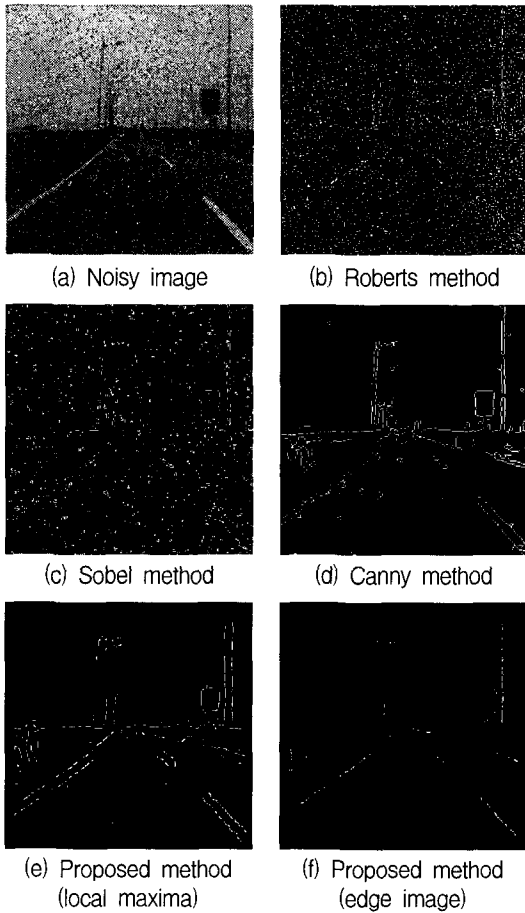 (a) Noisy image
(b) Roberts method
(c) Sobel method
(d) Canny method
(e) Proposed method
(local maxima)
(f) Proposed method
(edge image)